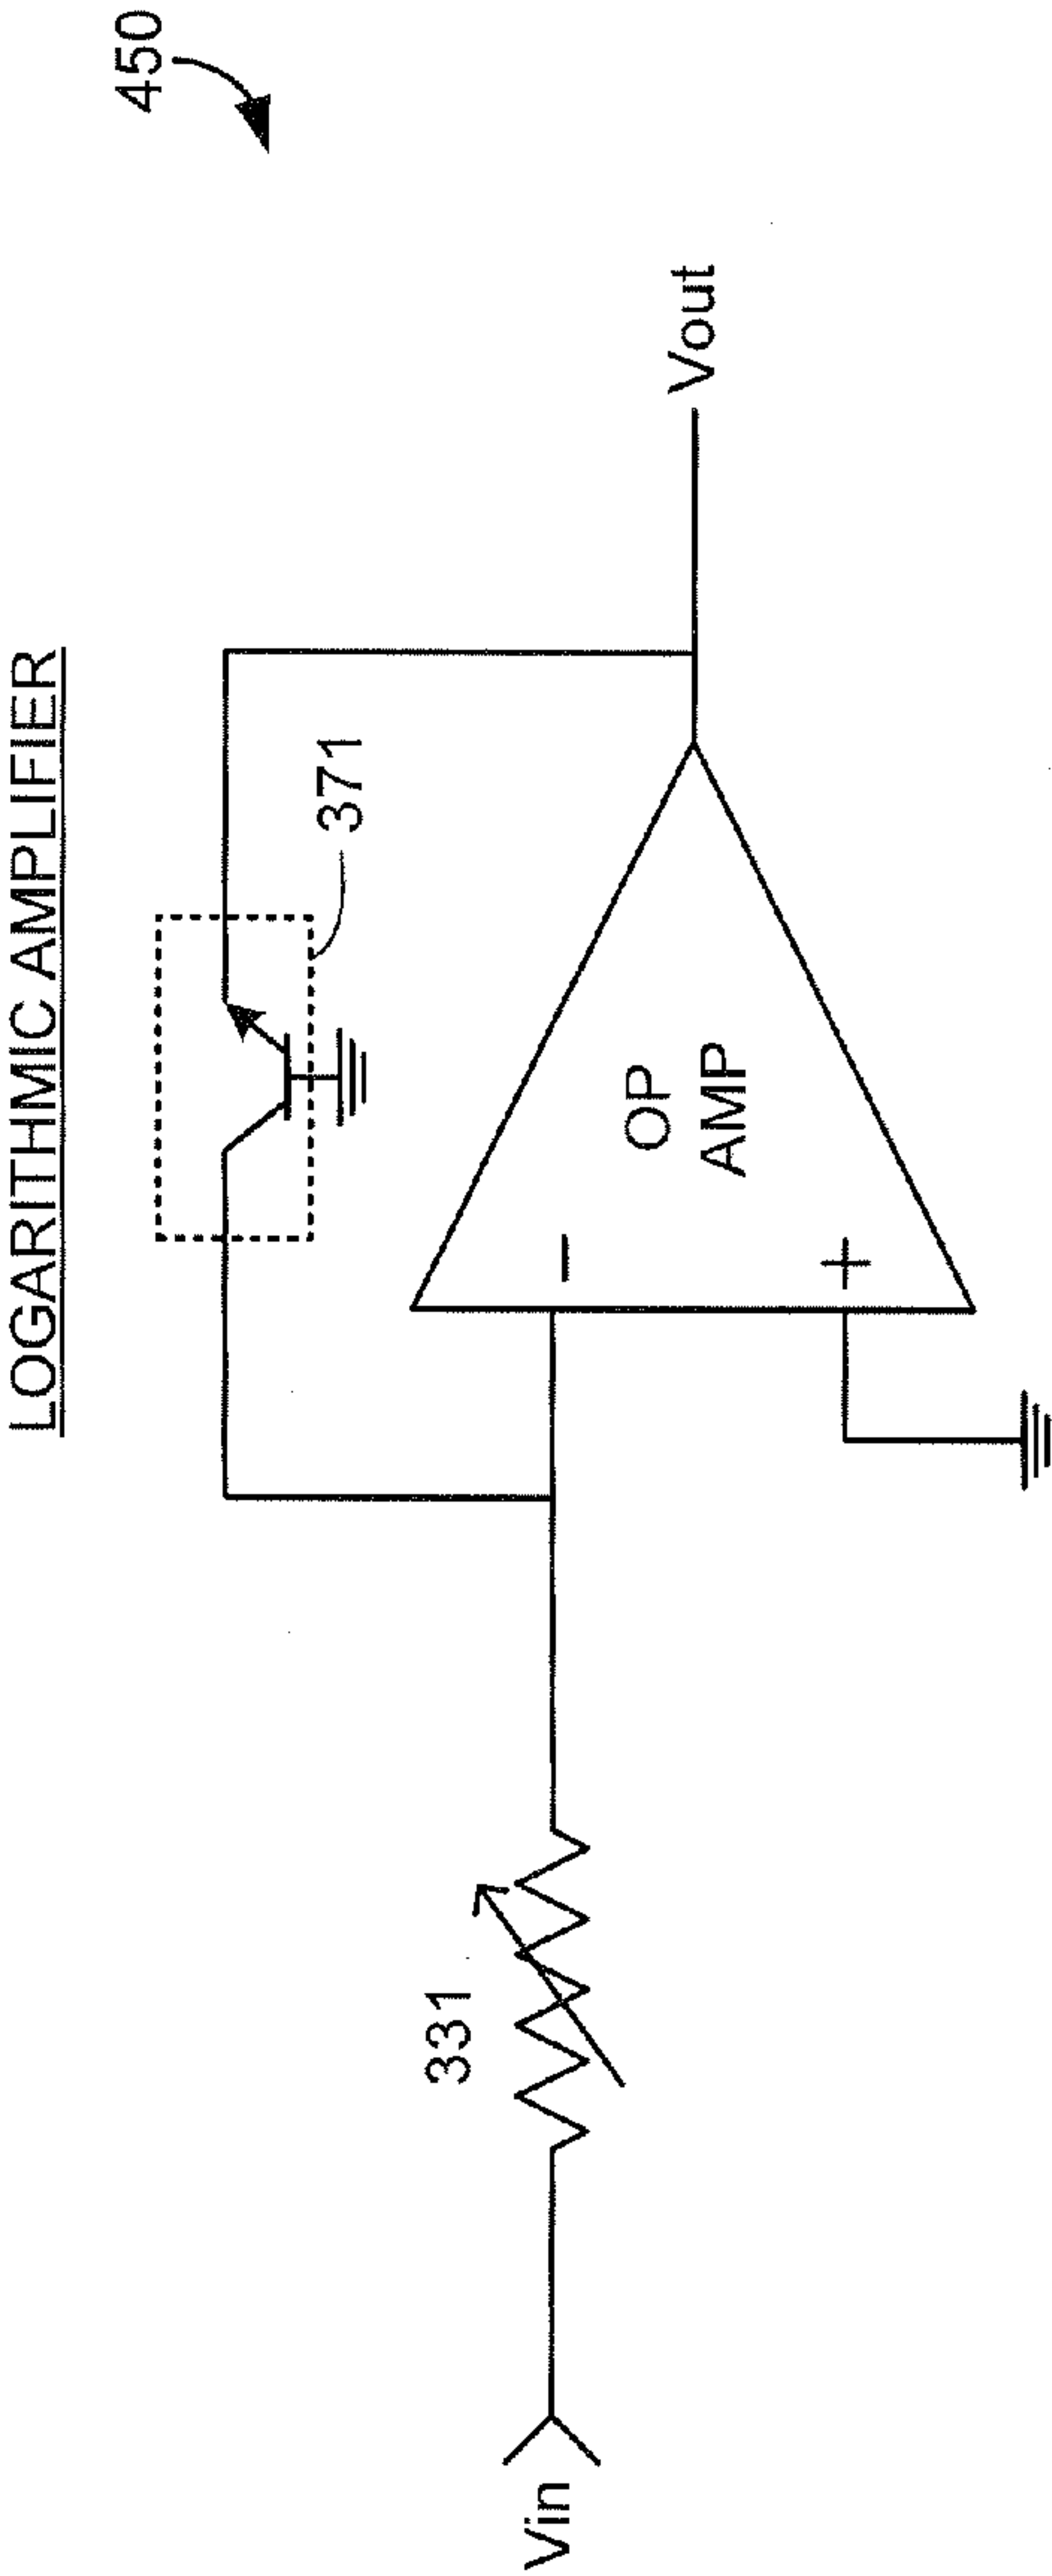 LOGARITHMIC AMPLIFIER
450
371
331
Vin
−
+
OP
AMP
Vout